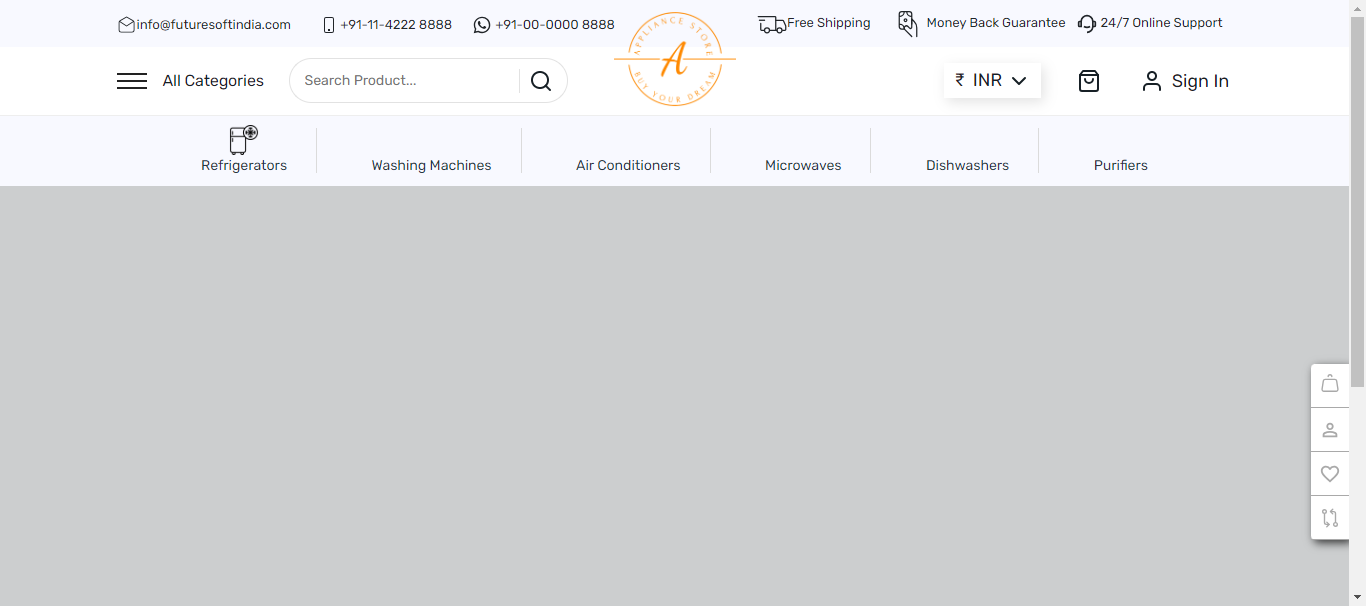 info@futuresoftindia.com +91-11-4222 8888 +91-00-0000 8888 Free Shipping Money Back Guarantee 24/7 Online Support
APPLIANCE STORE
A
BUY YOUR DREAM
All Categories Search Product... ₹ INR Sign In
Refrigerators Washing Machines Air Conditioners Microwaves Dishwashers Purifiers